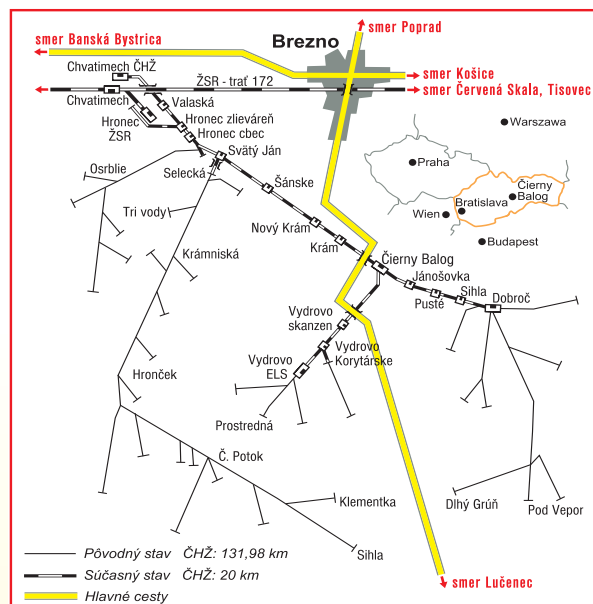 smer Poprad
smer Banská Bystrica
Brezno
Chvatimech ČHŽ
ŽSR - trať 172
smer Košice
smer Červená Skala, Tisovec
Chvatimech
Valaská
Hronec
ŽSR
Hronec zlieváreň
Hronec cbec
Svätý Ján
Osrblie
Selecká
Šánske
Tri vody
Nový Krám
Krám
Krámniská
Čierny Balog
Jánošovka
Pusté
Sihla
Dobroč
Vydrovo
skanzen
Vydrovo
Korytárske
Vydrovo
ELS
Prostredná
Hronček
Č. Potok
Klementka
Sihla
Dlhý Grúň
Pod Vepor
Warszawa
Praha
Čierny
Balog
Bratislava
Wien
Budapest
Pôvodný stav ČHŽ: 131,98 km
Súčasný stav ČHŽ: 20 km
Hlavné cesty
smer Lučenec